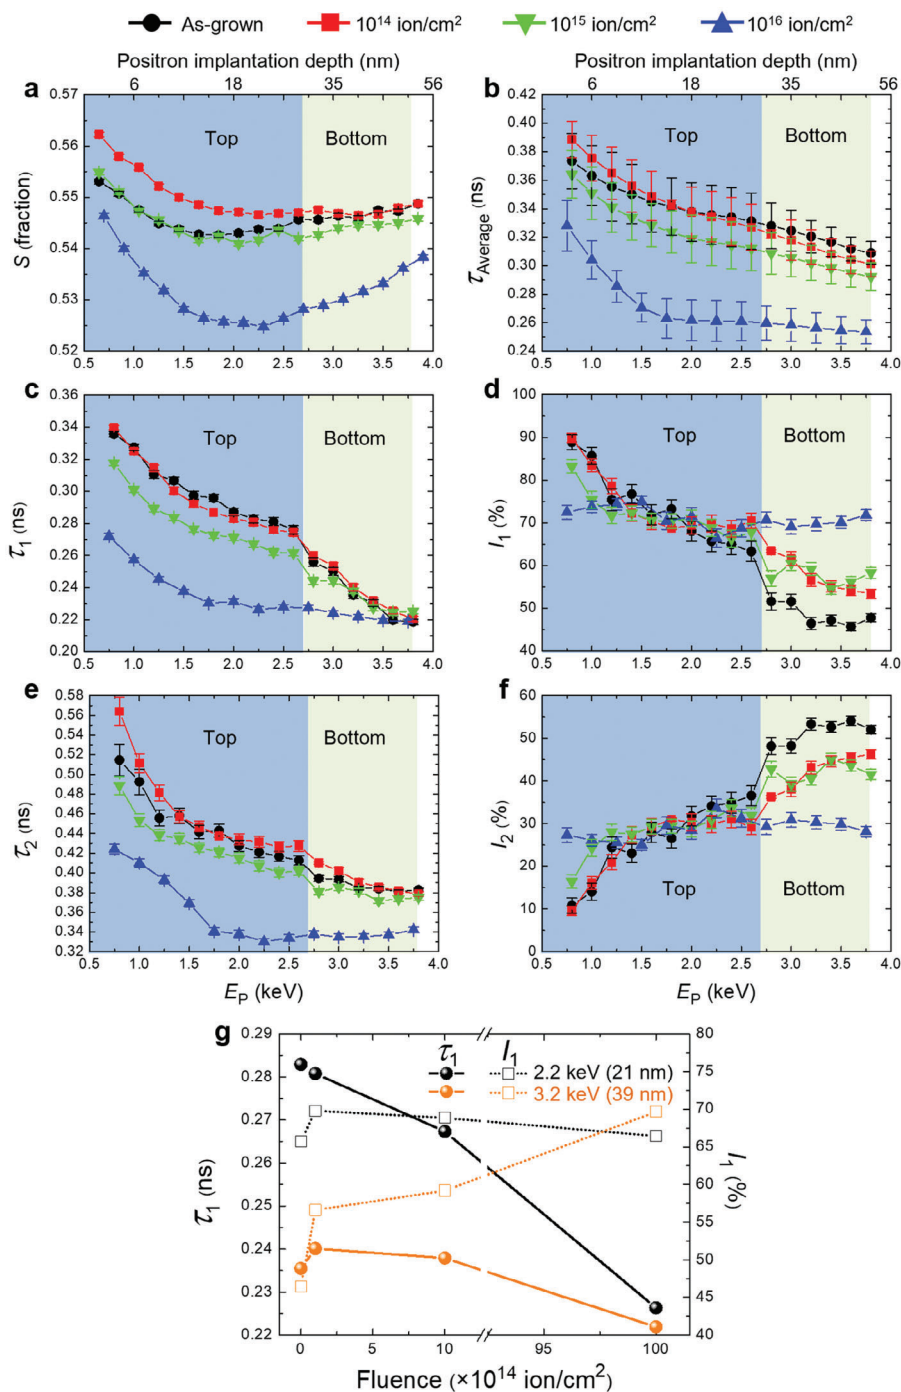 As-grown 10¹⁴ ion/cm² 10¹⁵ ion/cm² 10¹⁶ ion/cm²
Positron implantation depth (nm) Positron implantation depth (nm)
6 18 35 56 6 18 35 56
a b
0.57 0.42
Top Bottom Top Bottom
0.56 0.40
0.38
0.55 0.36
0.34
0.54 0.32
0.30
0.53 0.28
0.26
0.52 0.24
S (fraction) τAverage (ns)
0.5 1.0 1.5 2.0 2.5 3.0 3.5 4.0 0.5 1.0 1.5 2.0 2.5 3.0 3.5 4.0
c d
0.36 100
Top Bottom Top Bottom
0.34 90
0.32 80
0.30
0.28 70
0.26 60
0.24
0.22 50
0.20 40
τ₁ (ns) I₁ (%)
0.5 1.0 1.5 2.0 2.5 3.0 3.5 4.0 0.5 1.0 1.5 2.0 2.5 3.0 3.5 4.0
e f
0.58 60
0.56
Top Bottom
0.54 50
0.52
0.50 40
0.48
0.46 30
0.44
0.42 20
0.40
Top Bottom
0.38 10
0.36
0.34
0.32 0
τ₂ (ns) I₂ (%)
0.5 1.0 1.5 2.0 2.5 3.0 3.5 4.0 0.5 1.0 1.5 2.0 2.5 3.0 3.5 4.0
EP (keV) EP (keV)
g
0.29 80
τ₁ I₁
2.2 keV (21 nm)
3.2 keV (39 nm)
0.28 75
0.27 70
65
0.26 60
0.25 55
0.24 50
0.23 45
0.22 40
τ₁ (ns) I₁ (%)
0 5 10 95 100
Fluence (×10¹⁴ ion/cm²)